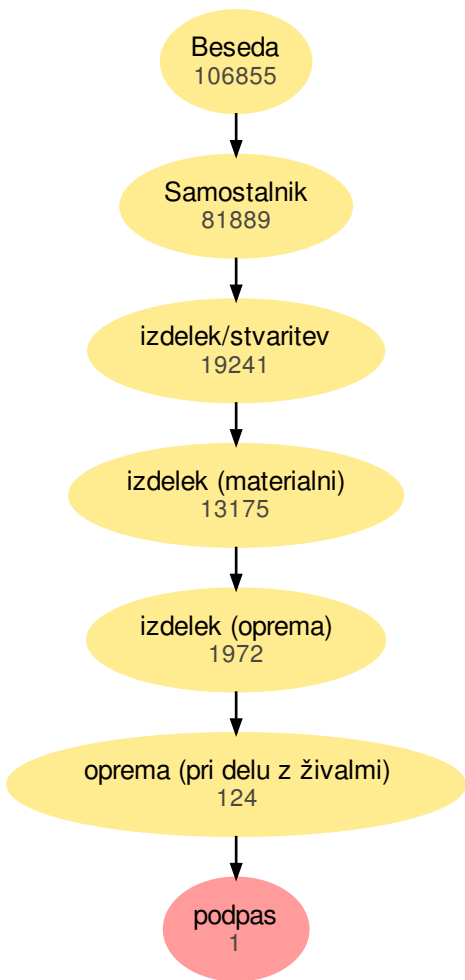 Beseda
106855
Samostalnik
81889
izdelek/stvaritev
19241
izdelek (materialni)
13175
izdelek (oprema)
1972
oprema (pri delu z živalmi)
124
podpas
1